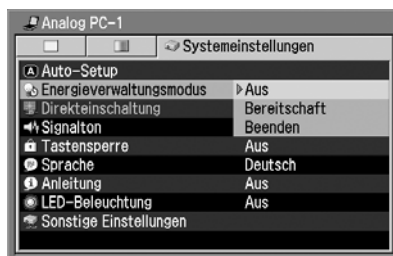 Analog PC-1
Systemeinstellungen
A Auto-Setup
Energieverwaltungsmodus Aus
Direkteinschaltung Bereitschaft
Signalton Beenden
Tastensperre Aus
Sprache Deutsch
Anleitung Aus
LED-Beleuchtung Aus
Sonstige Einstellungen